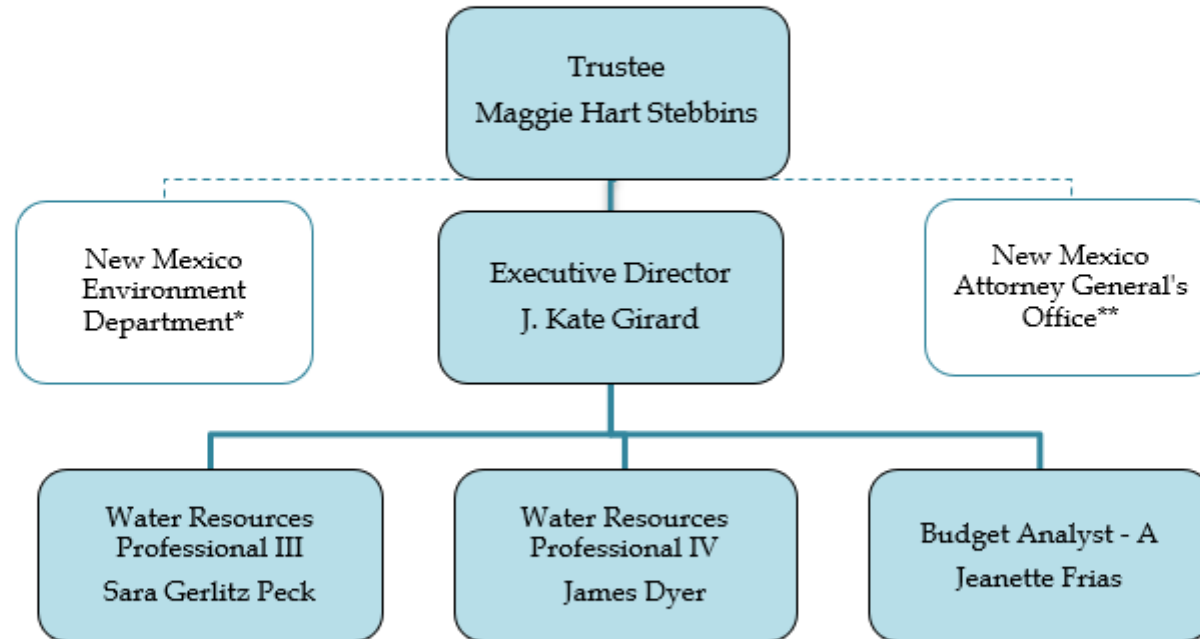 Trustee
Maggie Hart Stebbins
New Mexico
Environment
Department*
Executive Director
J. Kate Girard
New Mexico
Attorney General's
Office**
Water Resources
Professional III
Sara Gerlitz Peck
Water Resources
Professional IV
James Dyer
Budget Analyst - A
Jeanette Frias